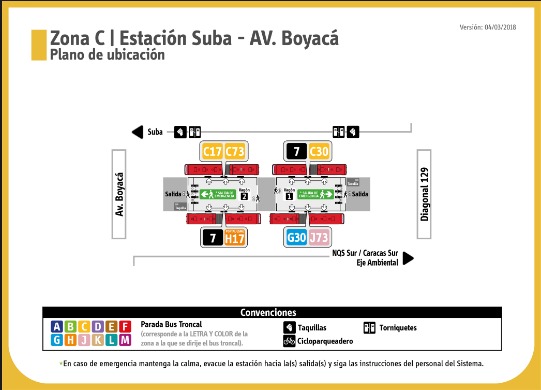 Versión: 04/03/2018
Zona C | Estación Suba - AV. Boyacá
Plano de ubicación
Suba
C17 C73
7 C30
Av. Boyacá
Salida
Vagón
2
Vagón
1
Salida
Diagonal 129
7 H17
G30 J73
NQS Sur / Caracas Sur
Eje Ambiental
Convenciones
A B C D E F
G H J K L M
Parada Bus Troncal
(corresponde a la LETRA Y COLOR de la
zona a la que se dirije el bus troncal).
Taquillas
Torniquetes
Cicloparqueadero
•En caso de emergencia mantenga la calma, evacue la estación hacia la(s) salida(s) y siga las instrucciones del personal del Sistema.